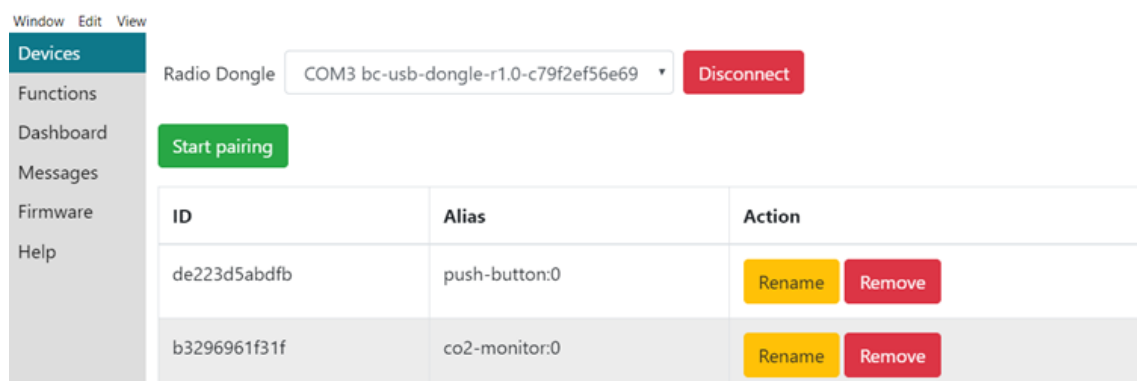 Window Edit View
Devices
Functions
Dashboard
Messages
Firmware
Help
Radio Dongle COM3 bc-usb-dongle-r1.0-c79f2ef56e69 Disconnect
Start pairing
ID Alias Action
de223d5abdfb push-button:0 Rename Remove
b3296961f31f co2-monitor:0 Rename Remove